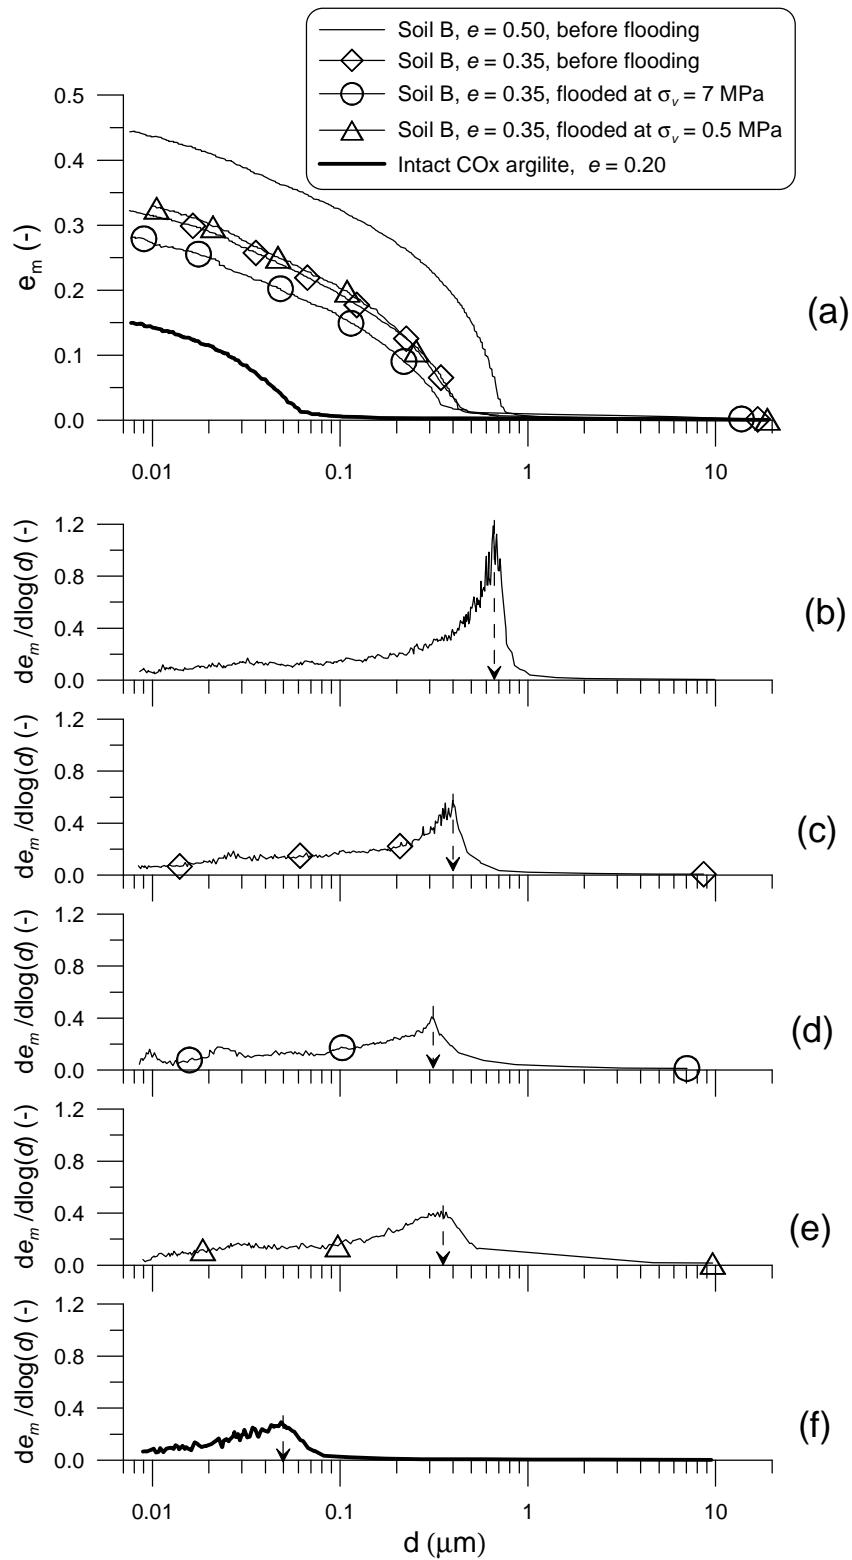 Soil B, e = 0.50, before flooding
Soil B, e = 0.35, before flooding
Soil B, e = 0.35, flooded at σv = 7 MPa
Soil B, e = 0.35, flooded at σv = 0.5 MPa
Intact COx argilite, e = 0.20
0.5
0.4
0.3
0.2
0.1
0.0
em (-)
(a)
0.01 0.1 1 10
1.2
0.8
0.4
0.0
dem/dlog(d) (-)
(b)
1.2
0.8
0.4
0.0
dem/dlog(d) (-)
(c)
1.2
0.8
0.4
0.0
dem/dlog(d) (-)
(d)
1.2
0.8
0.4
0.0
dem/dlog(d) (-)
(e)
1.2
0.8
0.4
0.0
dem/dlog(d) (-)
(f)
0.01 0.1 1 10
d (μm)